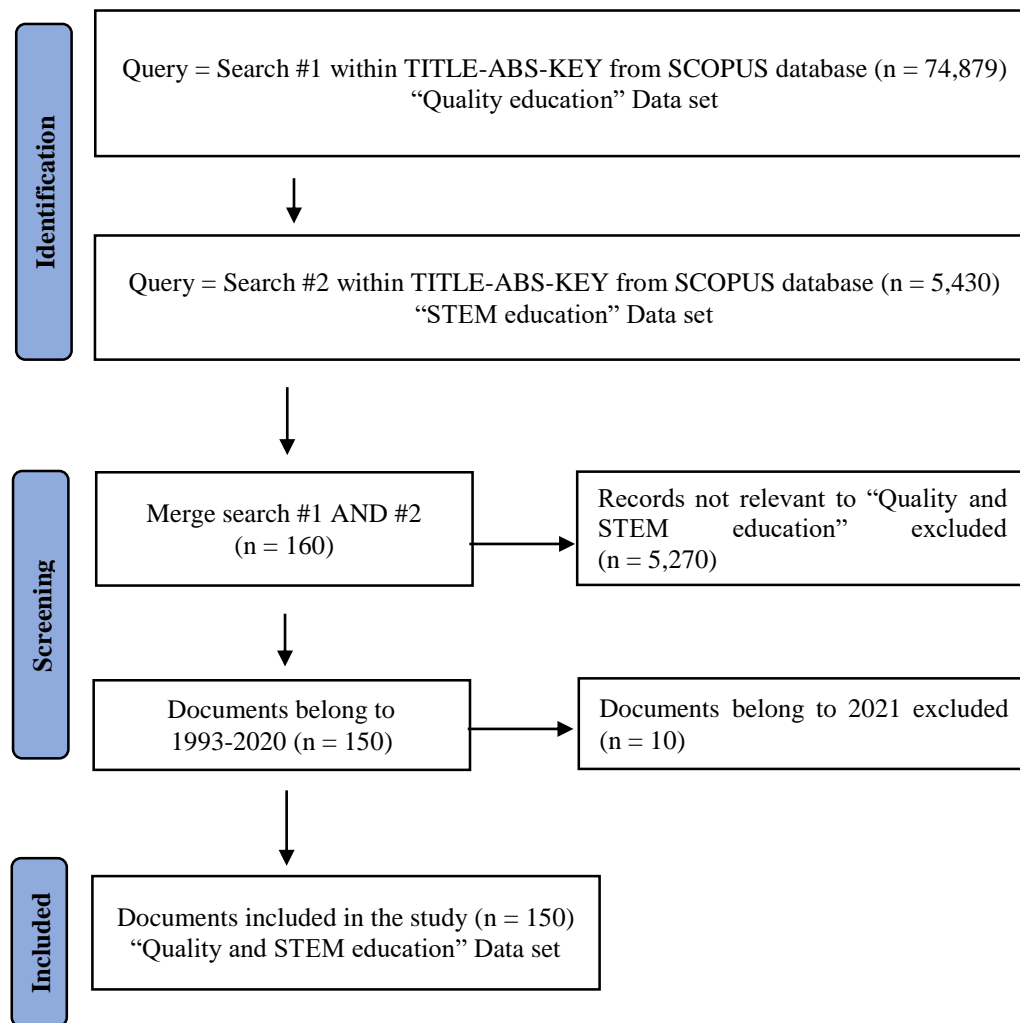 Identification
Query = Search #1 within TITLE-ABS-KEY from SCOPUS database (n = 74,879)
“Quality education” Data set
Query = Search #2 within TITLE-ABS-KEY from SCOPUS database (n = 5,430)
“STEM education” Data set
Screening
Merge search #1 AND #2
(n = 160)
Records not relevant to “Quality and
STEM education” excluded
(n = 5,270)
Documents belong to
1993-2020 (n = 150)
Documents belong to 2021 excluded
(n = 10)
Included
Documents included in the study (n = 150)
“Quality and STEM education” Data set